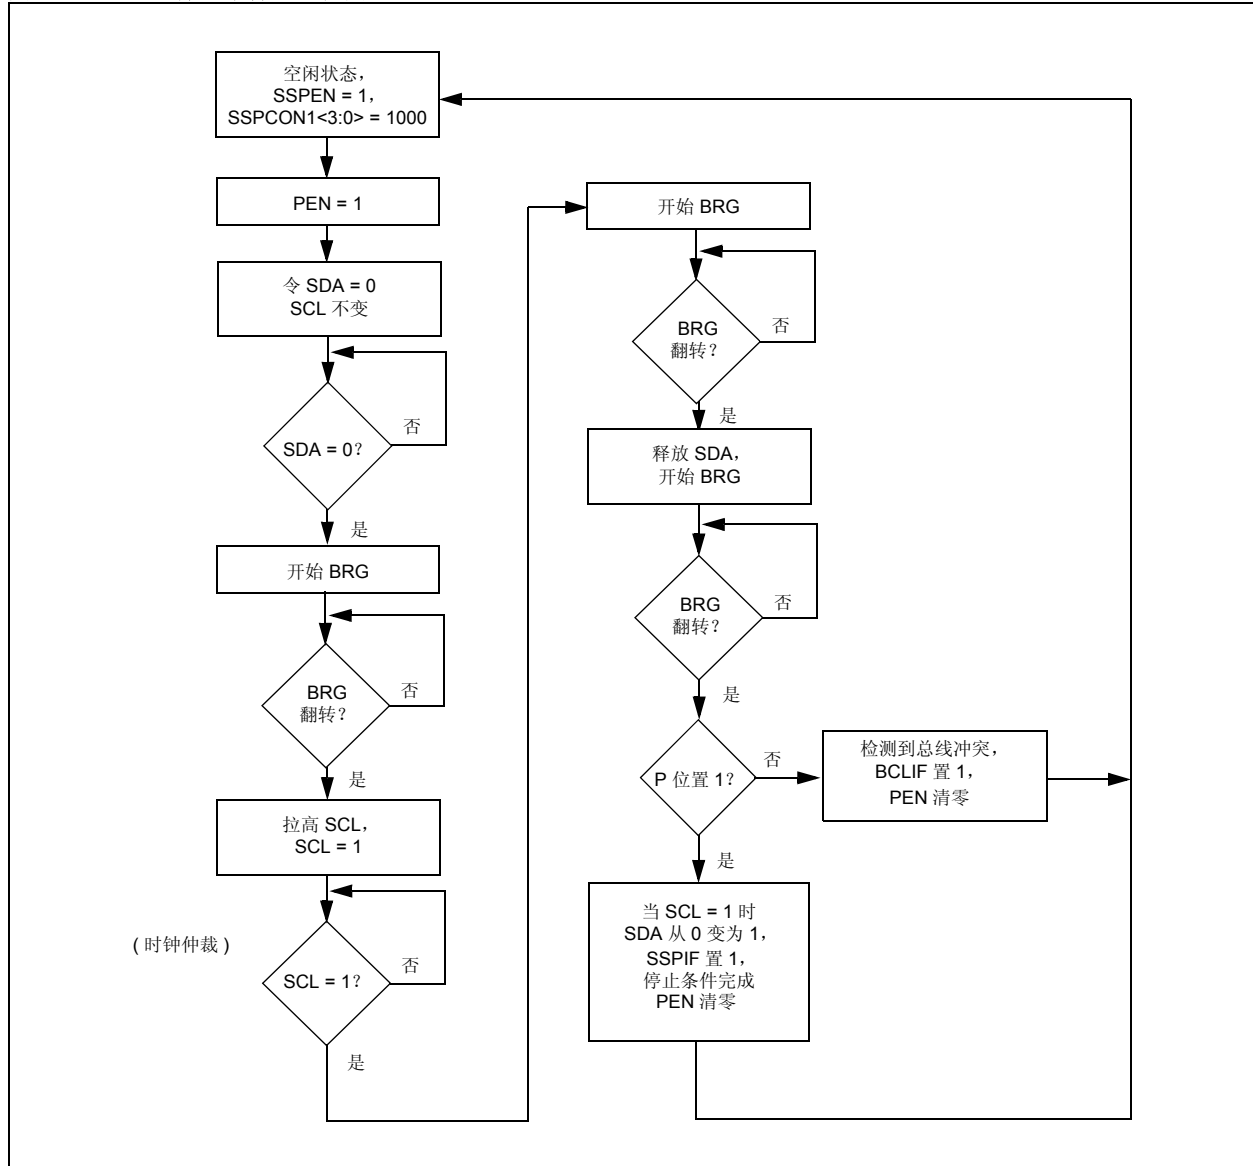 空闲状态，
SSPEN = 1，
SSPCON1<3:0> = 1000
PEN = 1
令 SDA = 0
SCL 不变
否
SDA = 0？
是
开始 BRG
BRG
翻转？
否
是
拉高 SCL，
SCL = 1
( 时钟仲裁 )
SCL = 1？
否
是
开始 BRG
BRG
翻转？
否
是
释放 SDA，
开始 BRG
BRG
翻转？
否
是
P 位置 1？
否
检测到总线冲突，
BCLIF 置 1，
PEN 清零
是
当 SCL = 1 时
SDA 从 0 变为 1，
SSPIF 置 1，
停止条件完成
PEN 清零